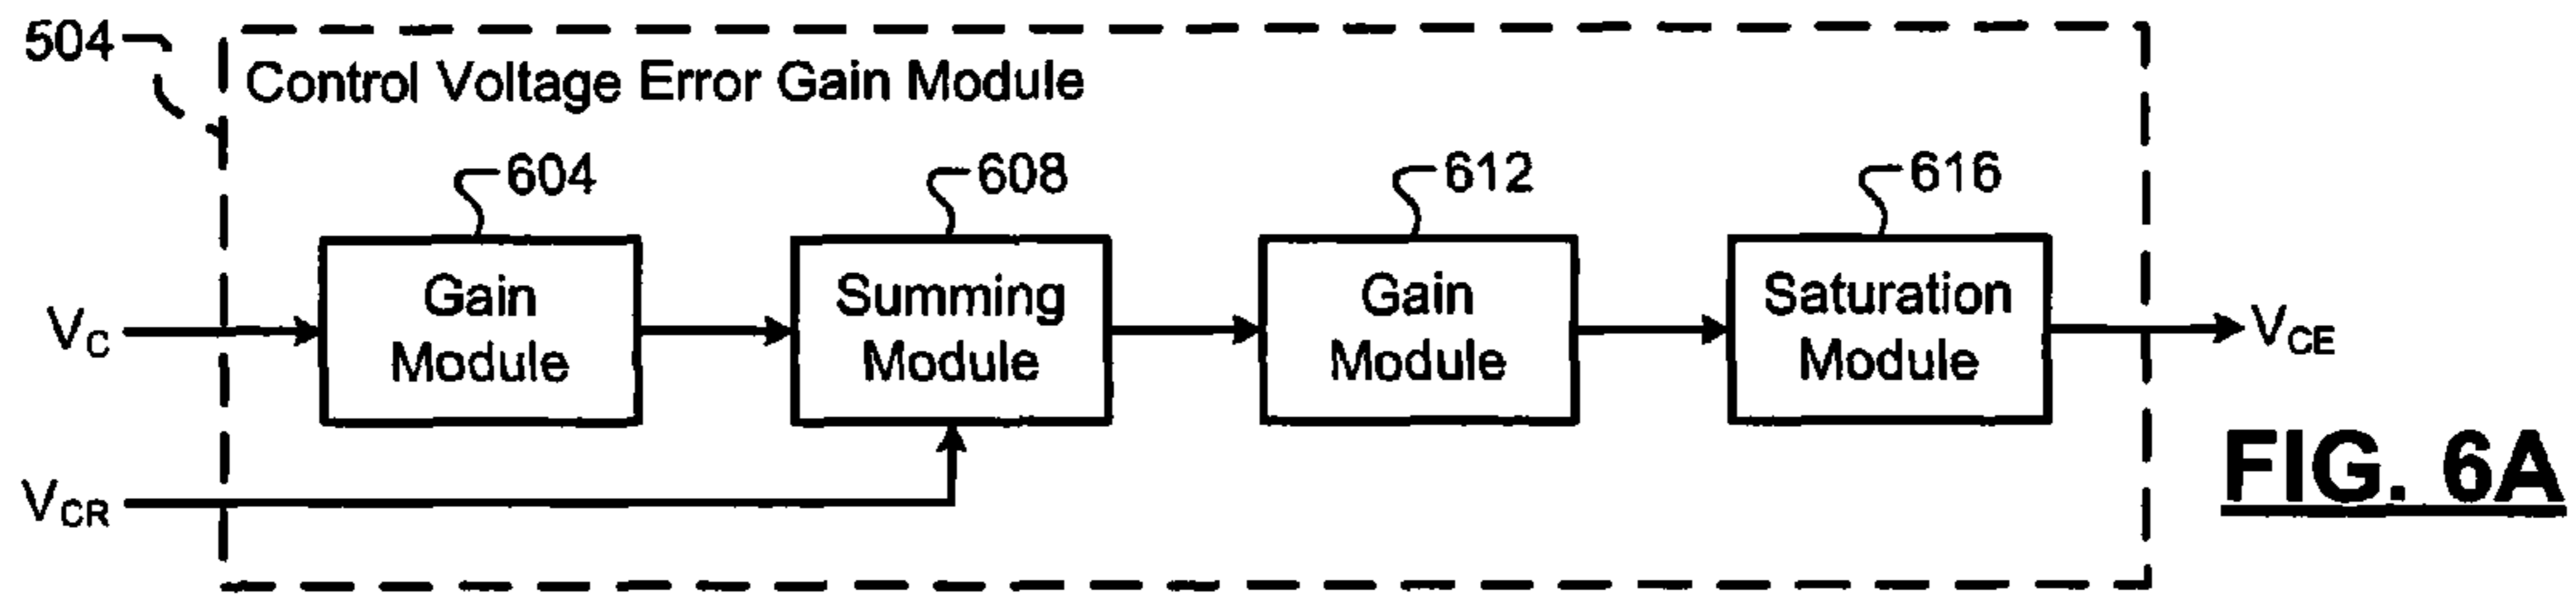 504
Control Voltage Error Gain Module
604
608
612
616
Gain
Module
Summing
Module
Gain
Module
Saturation
Module
VC
VCR
VCE
FIG. 6A